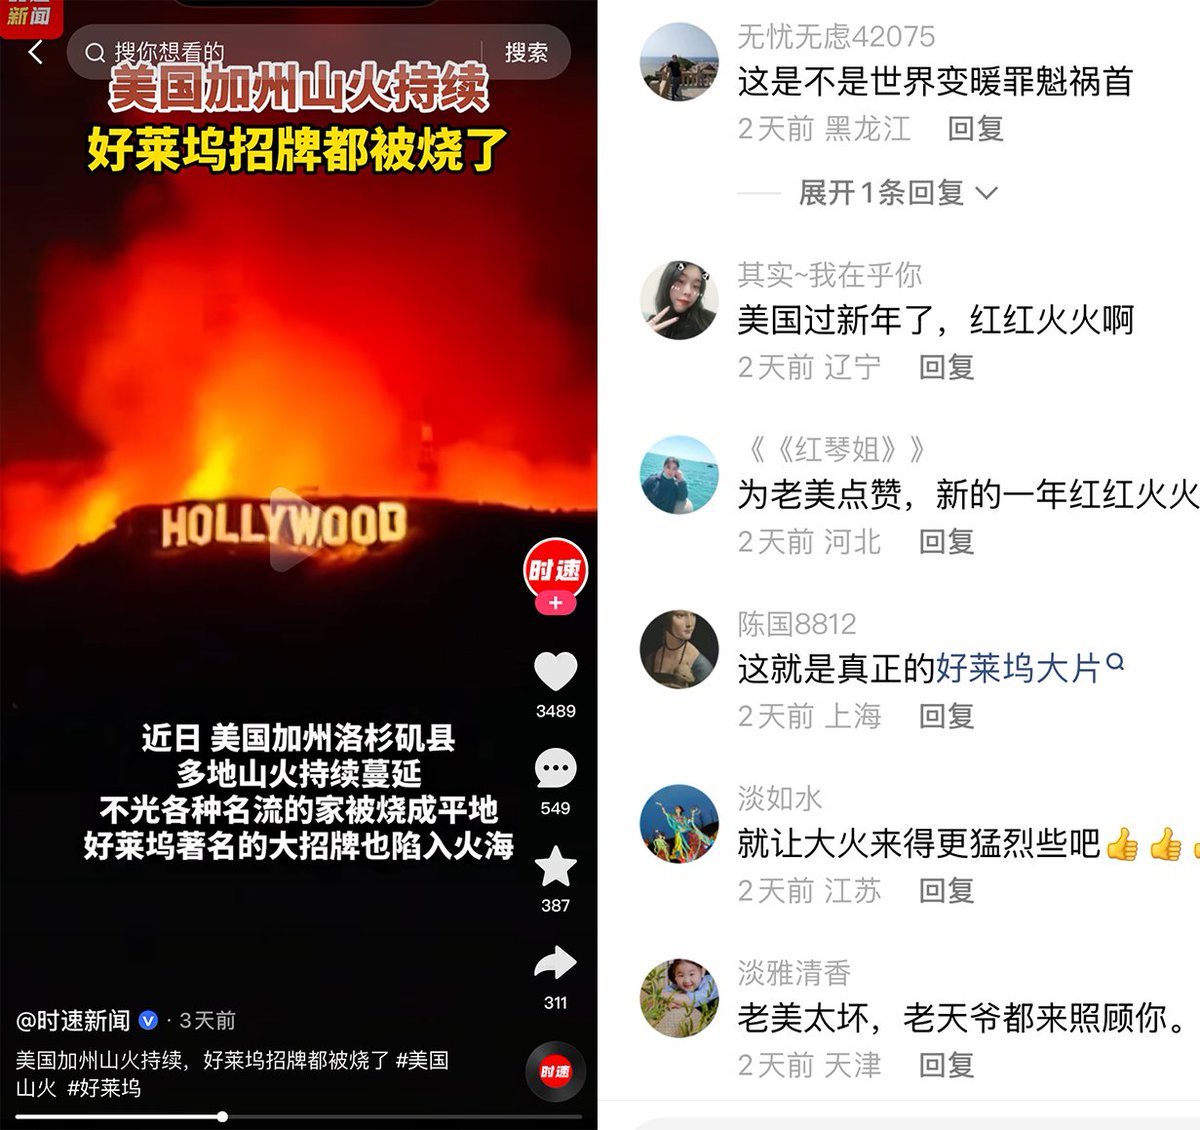 新闻
搜你想看的
搜索
美国加州山火持续
好莱坞招牌都被烧了
HOLLYWOOD
时速
3489
近日 美国加州洛杉矶县
多地山火持续蔓延
不光各种名流的家被烧成平地
好莱坞著名的大招牌也陷入火海
549
387
311
@时速新闻 · 3天前
美国加州山火持续，好莱坞招牌都被烧了 #美国
山火 #好莱坞
时速
无忧无虑42075
这是不是世界变暖罪魁祸首
2天前 黑龙江 回复
展开1条回复
其实~我在乎你
美国过新年了，红红火火啊
2天前 辽宁 回复
《《红琴姐》》
为老美点赞，新的一年红红火火
2天前 河北 回复
陈国8812
这就是真正的好莱坞大片
2天前 上海 回复
淡如水
就让大火来得更猛烈些吧👍👍
2天前 江苏 回复
淡雅清香
老美太坏，老天爷都来照顾你。
2天前 天津 回复